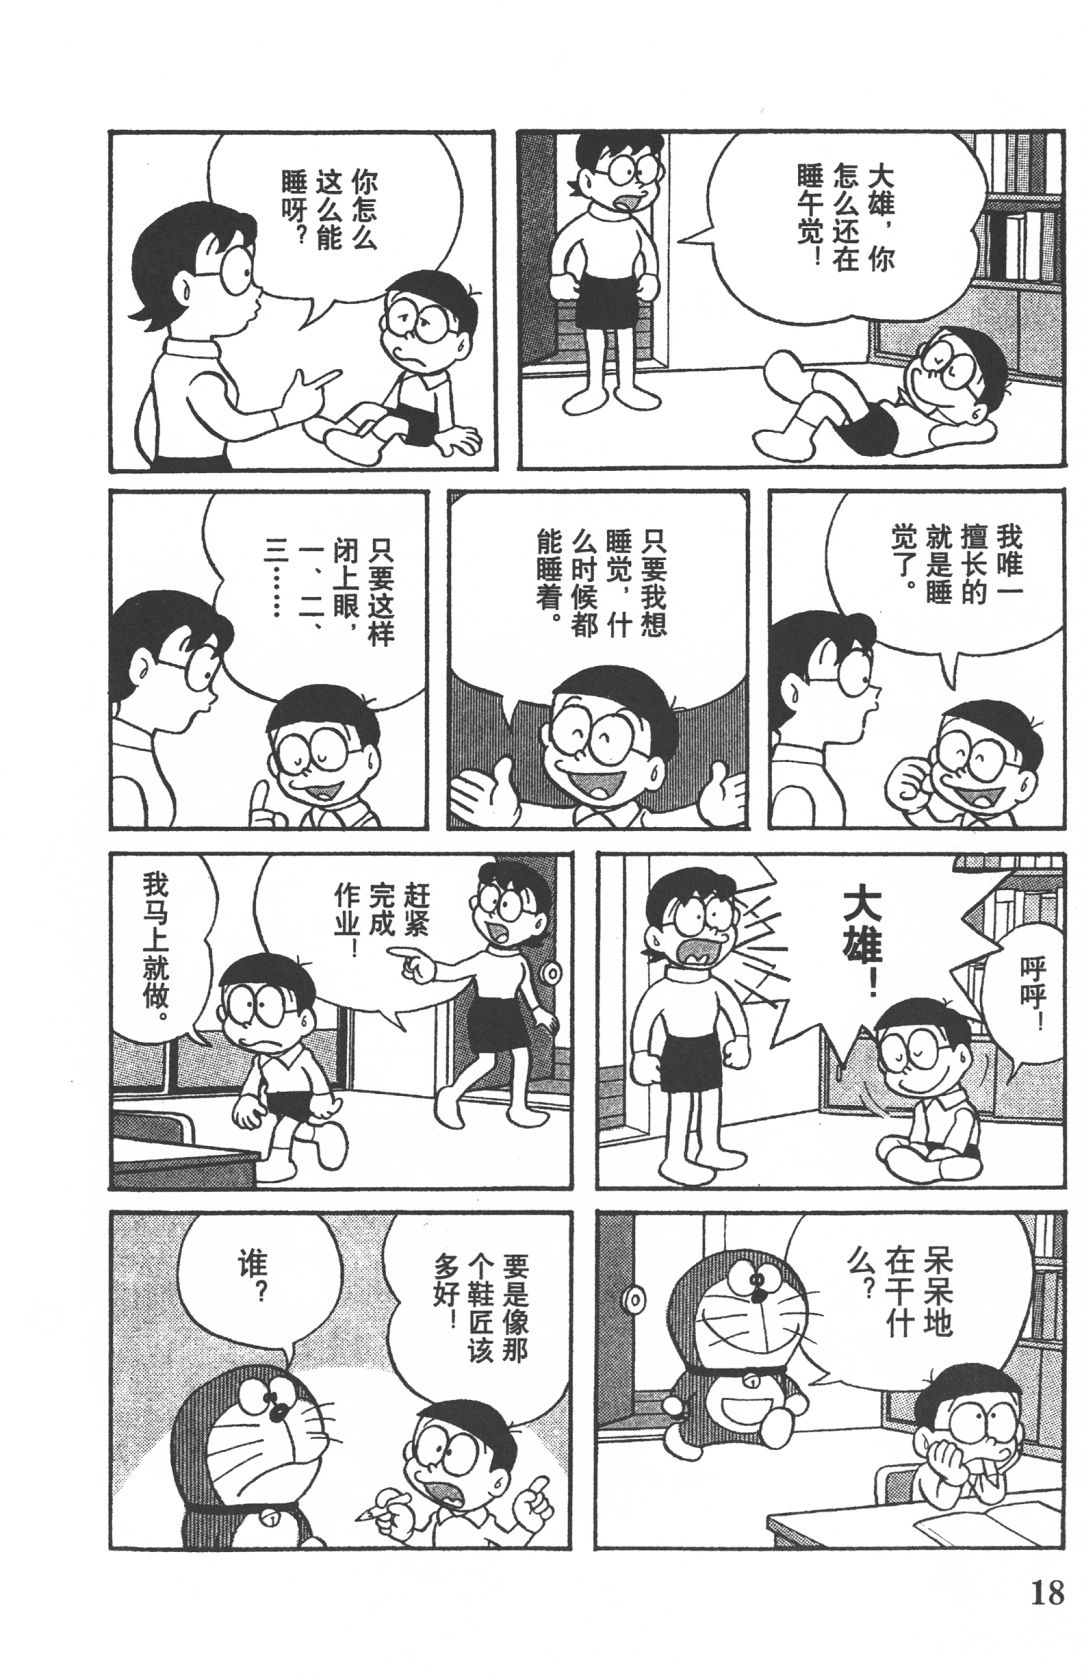 大雄，你
怎么还在
睡午觉！
你怎么
这么能
睡呀？
我唯一
擅长的
就是睡
觉了。
只要我想
睡觉，什
么时候都
能睡着。
只要这样
闭上眼，
一、二、
三……
呼呼！
大雄！
赶紧
完成
作业！
我马上就做。
呆呆地
在干什
么？
要是像那
个鞋匠该
多好！
谁？
18